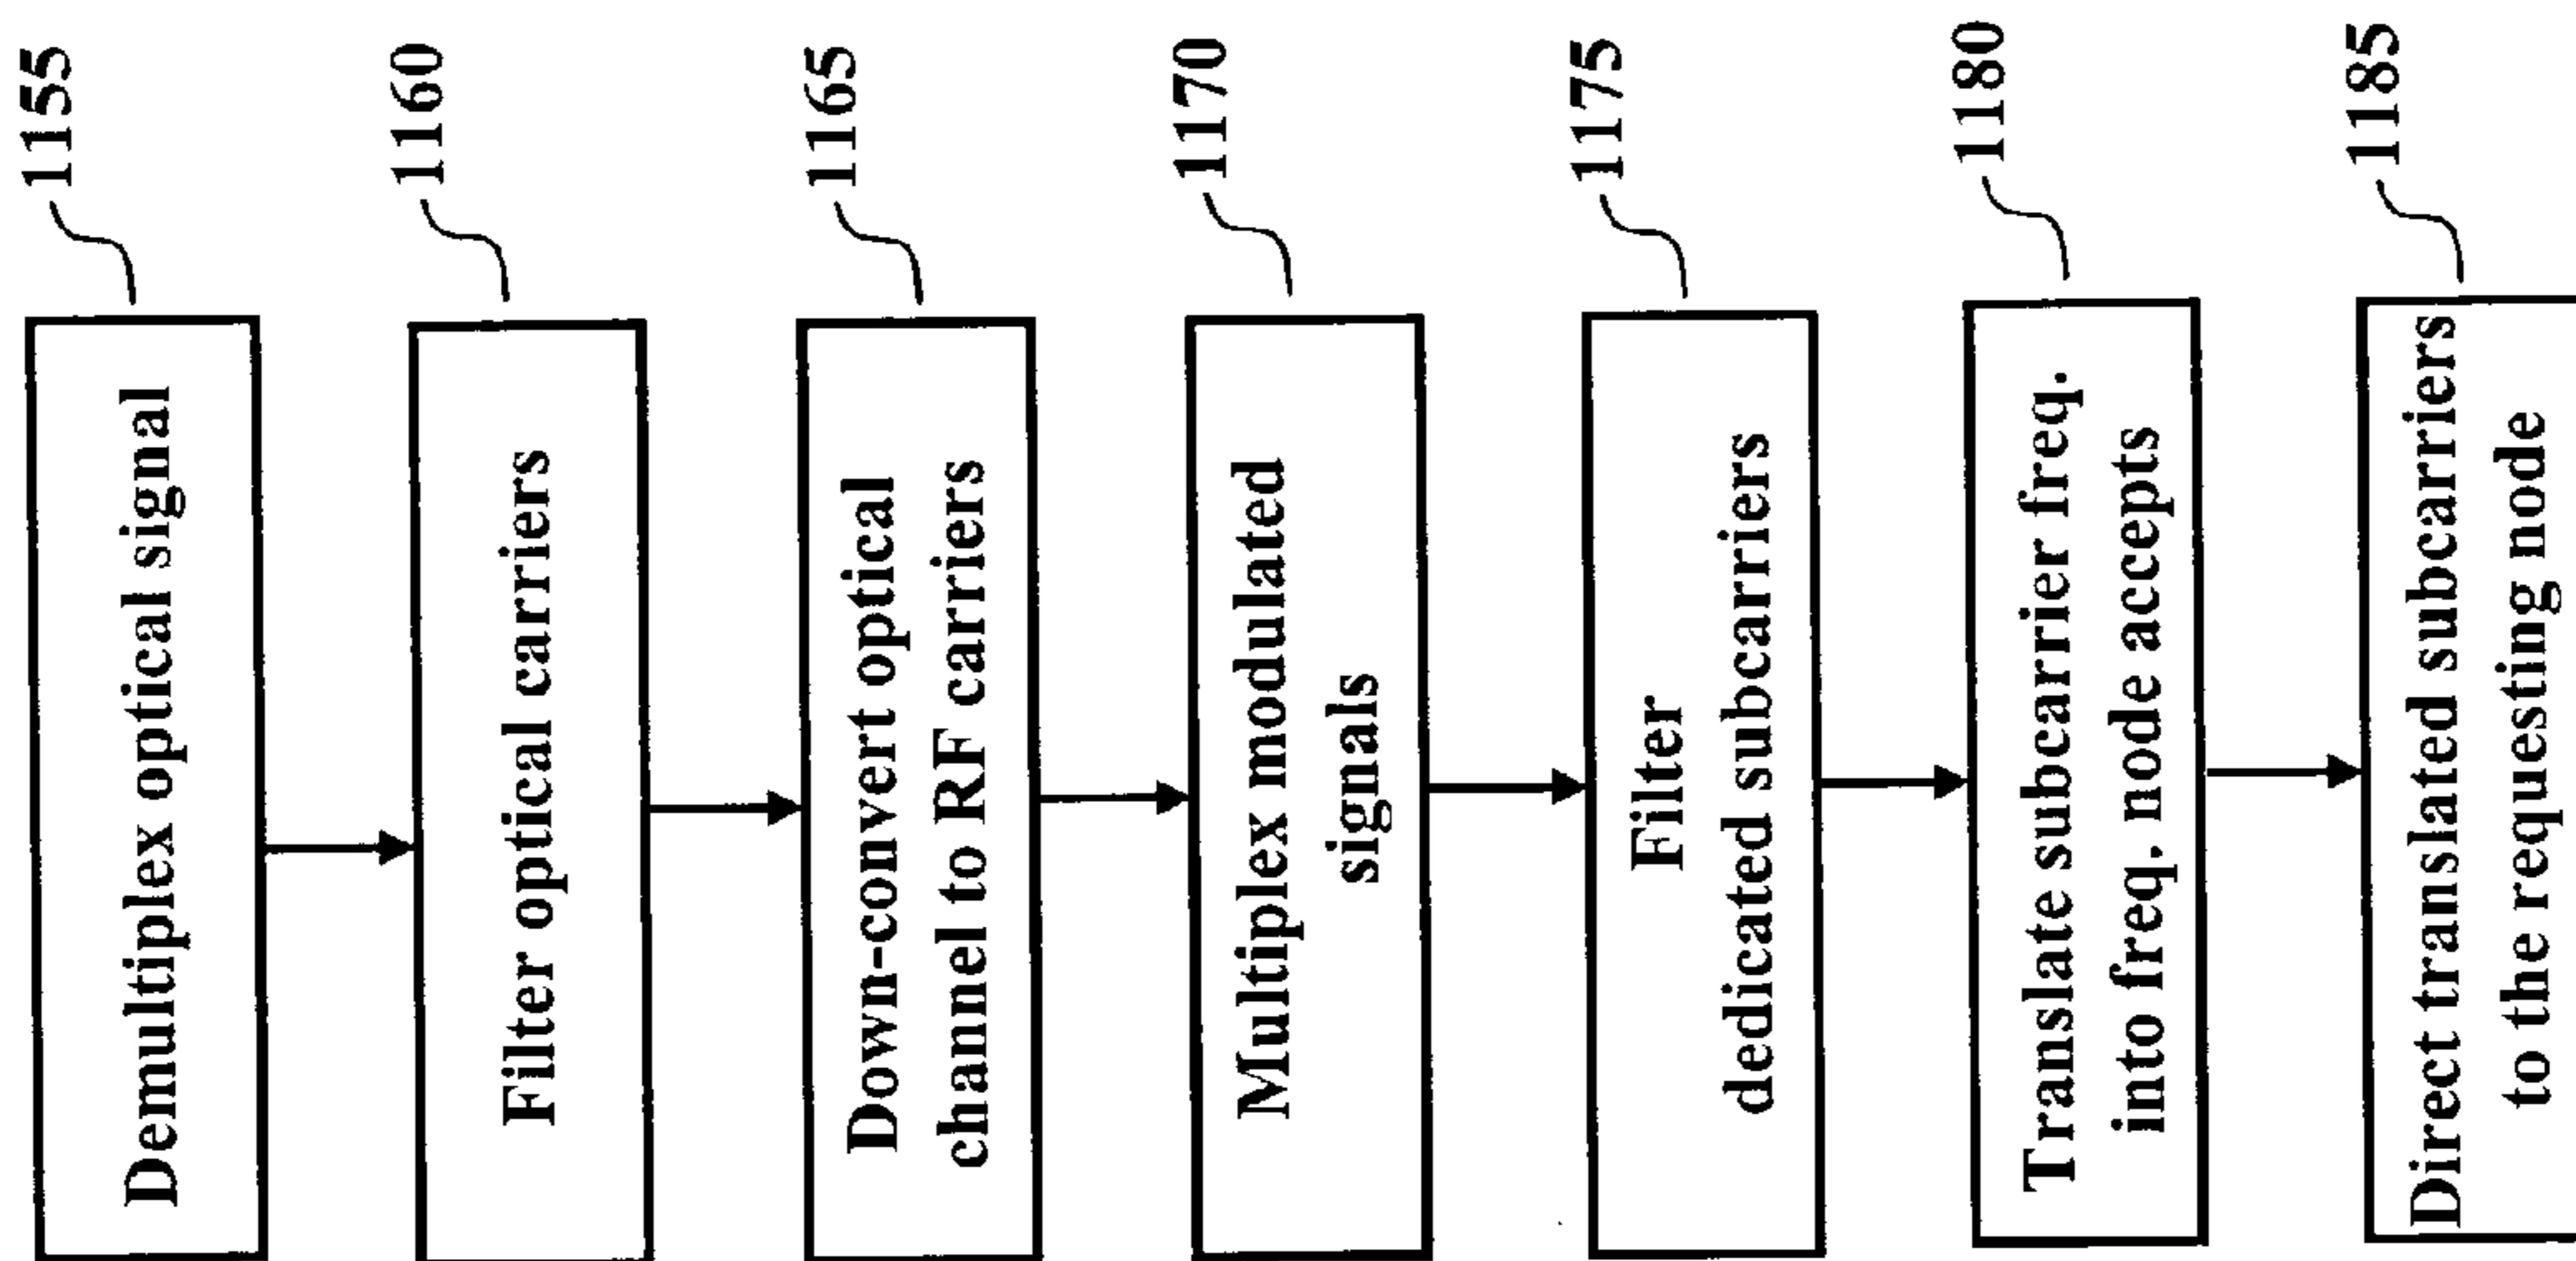 Demultiplex optical signal
1155
Filter optical carriers
1160
Down-convert optical
channel to RF carriers
1165
Multiplex modulated
signals
1170
Filter
dedicated subcarriers
1175
Translate subcarrier freq.
into freq. node accepts
1180
Direct translated subcarriers
to the requesting node
1185